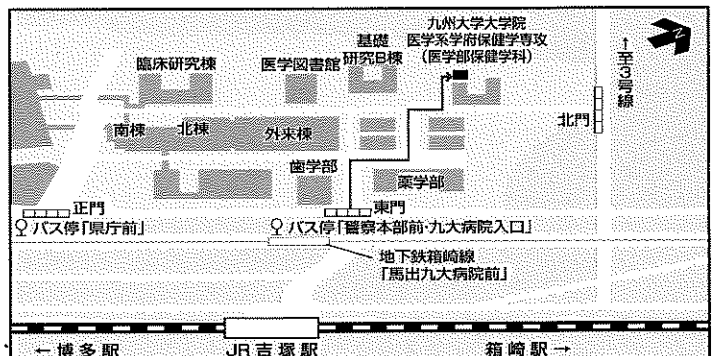 九州大学大学院
医学系学府保健学専攻
(医学部保健学科)
基礎
研究B棟
臨床研究棟
医学図書館
↑至3号線
N
北門
南棟
北棟
外来棟
歯学部
薬学部
正門
東門
バス停「県庁前」
バス停「警察本部前・九大病院入口」
地下鉄箱崎線
「馬出九大病院前」
←博多駅
JR吉塚駅
箱崎駅→